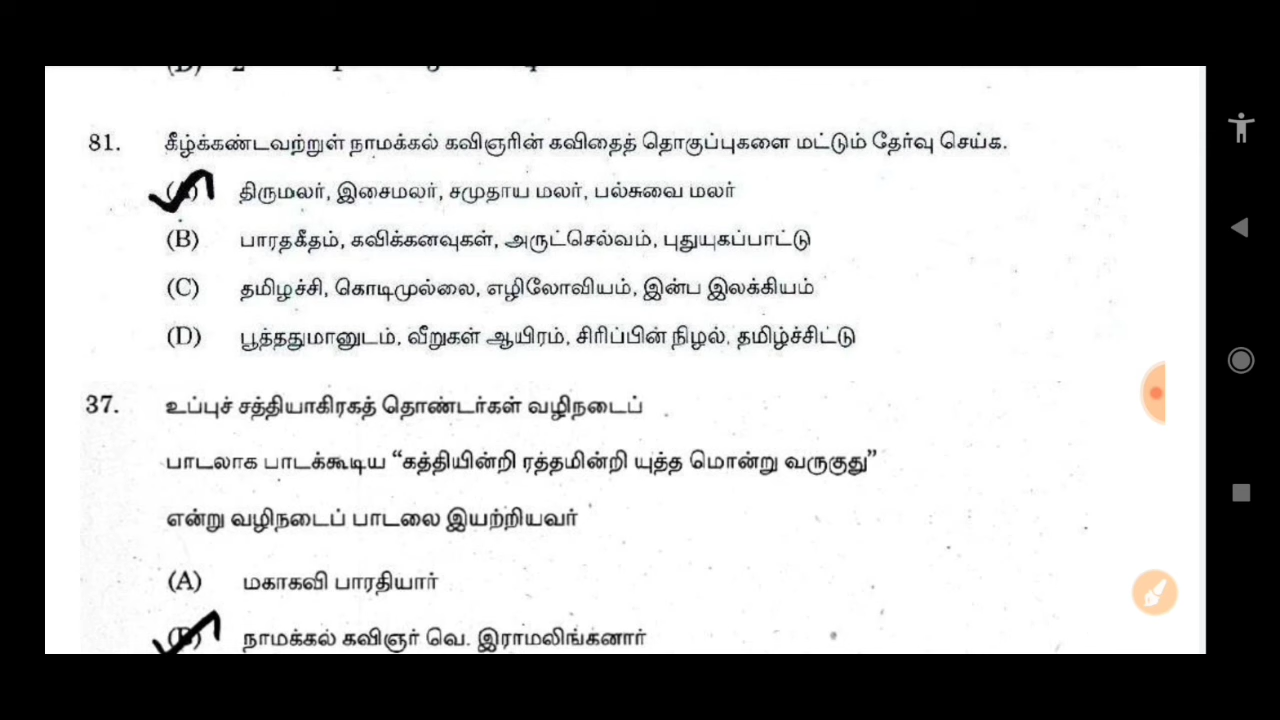 81. கீழ்க்கண்டவற்றுள் நாமக்கல் கவிஞரின் கவிதைத் தொகுப்புகளை மட்டும் தேர்வு செய்க.
திருமலர், இசைமலர், சமுதாய மலர், பல்சுவை மலர்
(B) பாரதகீதம், கவிக்கனவுகள், அருட்செல்வம், புதுயுகப்பாட்டு
(C) தமிழச்சி, கொடிமுல்லை, எழிலோவியம், இன்ப இலக்கியம்
(D) பூத்ததுமானுடம், வீறுகள் ஆயிரம், சிரிப்பின் நிழல், தமிழ்ச்சிட்டு
37. உப்புச் சத்தியாகிரகத் தொண்டர்கள் வழிநடைப்
பாடலாக பாடக்கூடிய “கத்தியின்றி ரத்தமின்றி யுத்த மொன்று வருகுது”
என்று வழிநடைப் பாடலை இயற்றியவர்
(A) மகாகவி பாரதியார்
நாமக்கல் கவிஞர் வெ. இராமலிங்கனார்